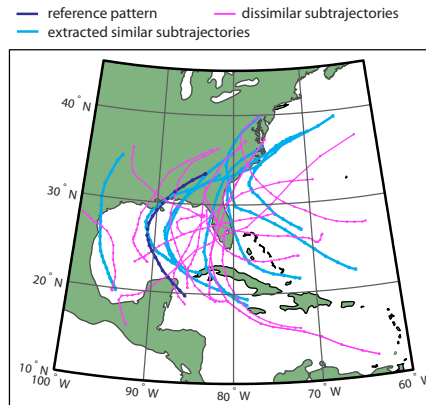 reference pattern
dissimilar subtrajectories
extracted similar subtrajectories
40° N
30° N
20° N
10° N
100° W
90° W
80° W
70° W
60° W